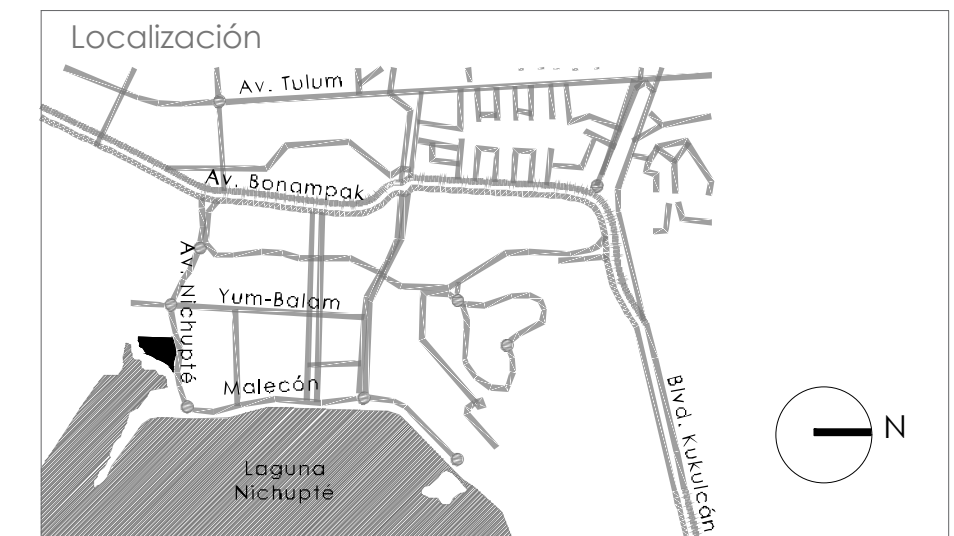 Localización
Av. Tulum
Av. Bonampak
Av. Nichupté
Yum-Balam
Malecón
Laguna
Nichupté
Blvd. Kukulcán
N